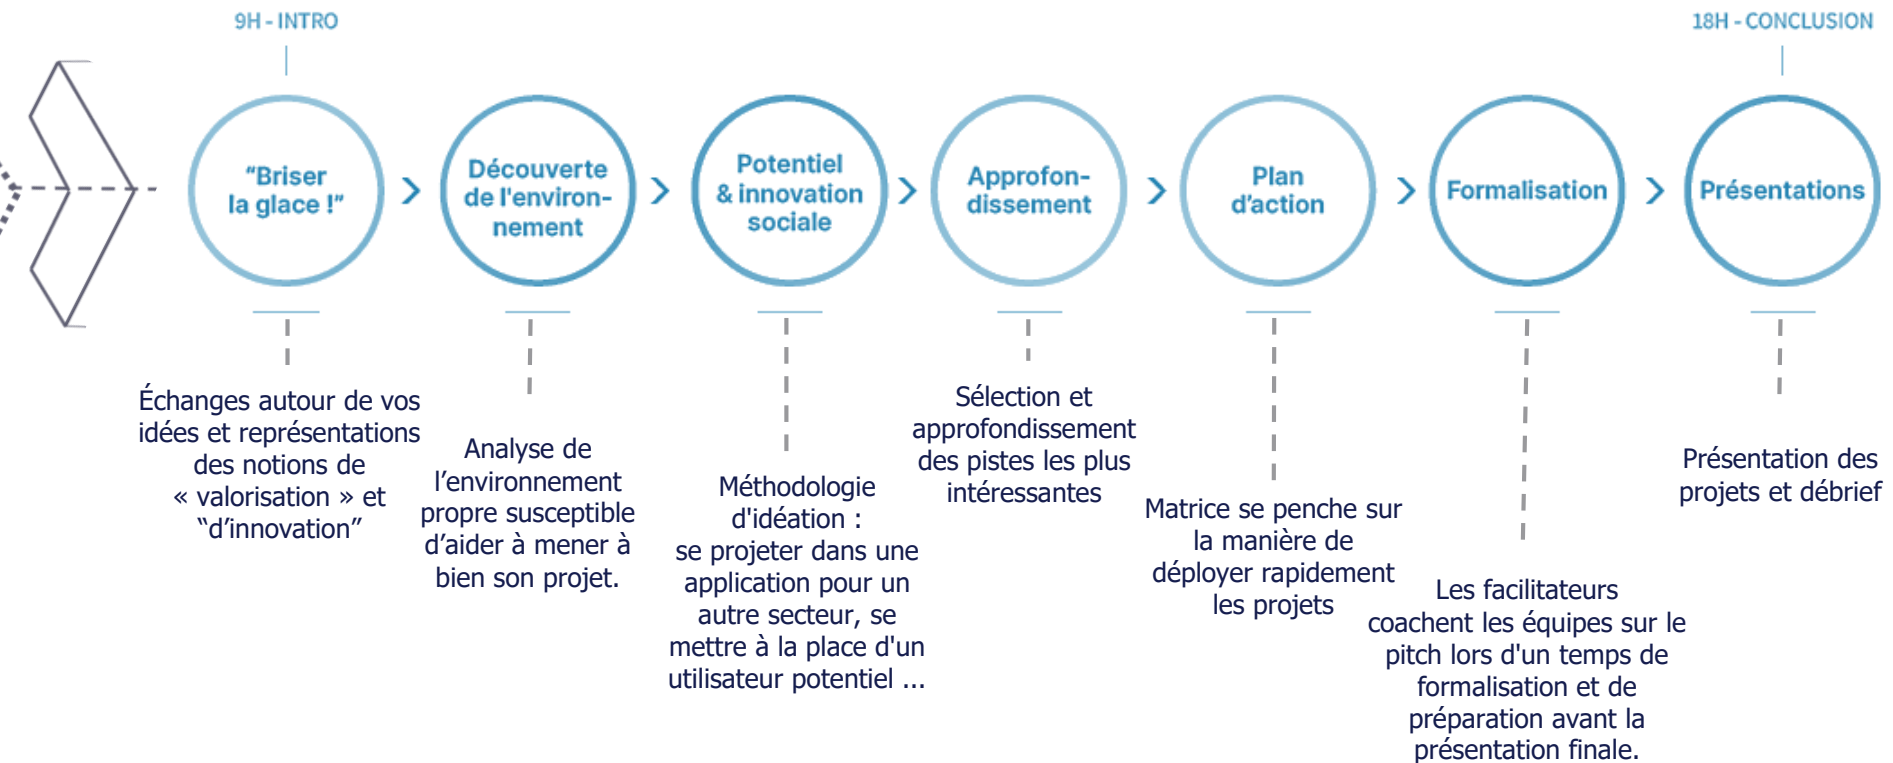 9H - INTRO
18H - CONCLUSION
“Briser
la glace !”
Découverte
de l'environ-
nement
Potentiel
& innovation
sociale
Approfon-
dissement
Plan
d’action
Formalisation
Présentations
Échanges autour de vos
idées et représentations
des notions de
« valorisation » et
“d’innovation”
Analyse de
l’environnement
propre susceptible
d’aider à mener à
bien son projet.
Méthodologie
d'idéation :
se projeter dans une
application pour un
autre secteur, se
mettre à la place d'un
utilisateur potentiel ...
Sélection et
approfondissement
des pistes les plus
intéressantes
Matrice se penche sur
la manière de
déployer rapidement
les projets
Les facilitateurs
coachent les équipes sur le
pitch lors d'un temps de
formalisation et de
préparation avant la
présentation finale.
Présentation des
projets et débrief